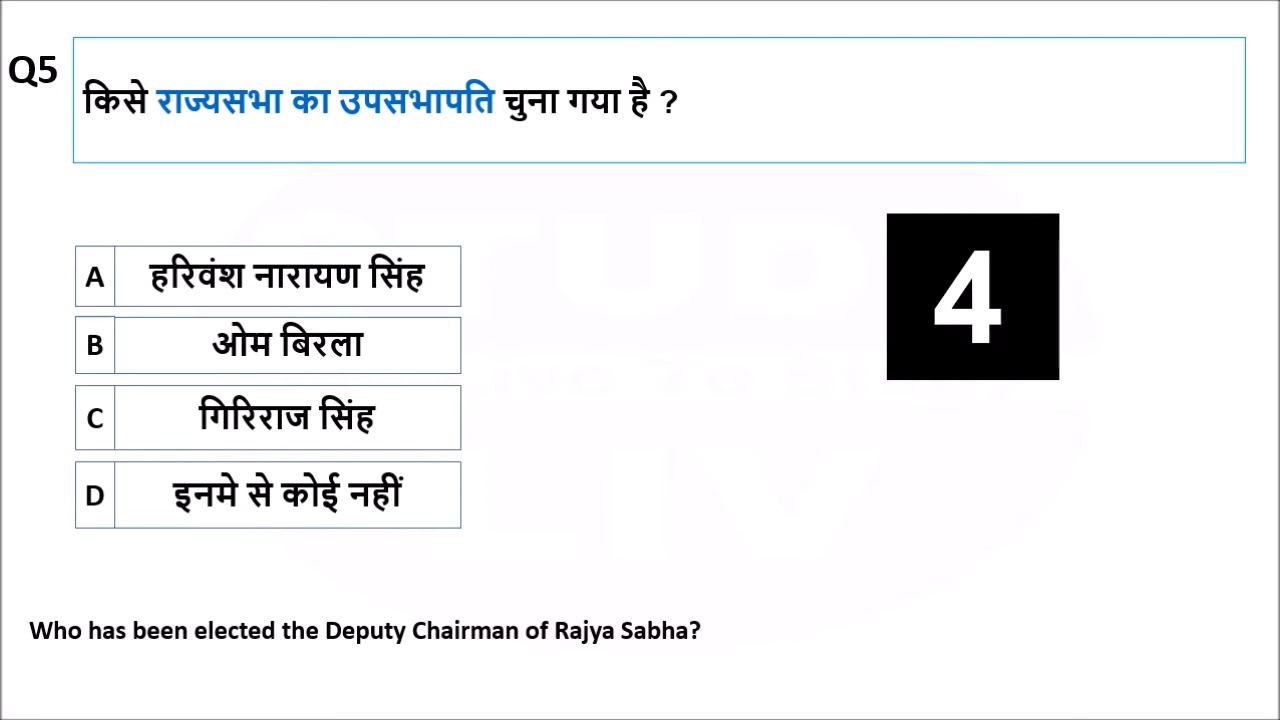 Q5
किसे राज्यसभा का उपसभापति चुना गया है ?
A हरिवंश नारायण सिंह
4
B ओम बिरला
C गिरिराज सिंह
D इनमे से कोई नहीं
Who has been elected the Deputy Chairman of Rajya Sabha?